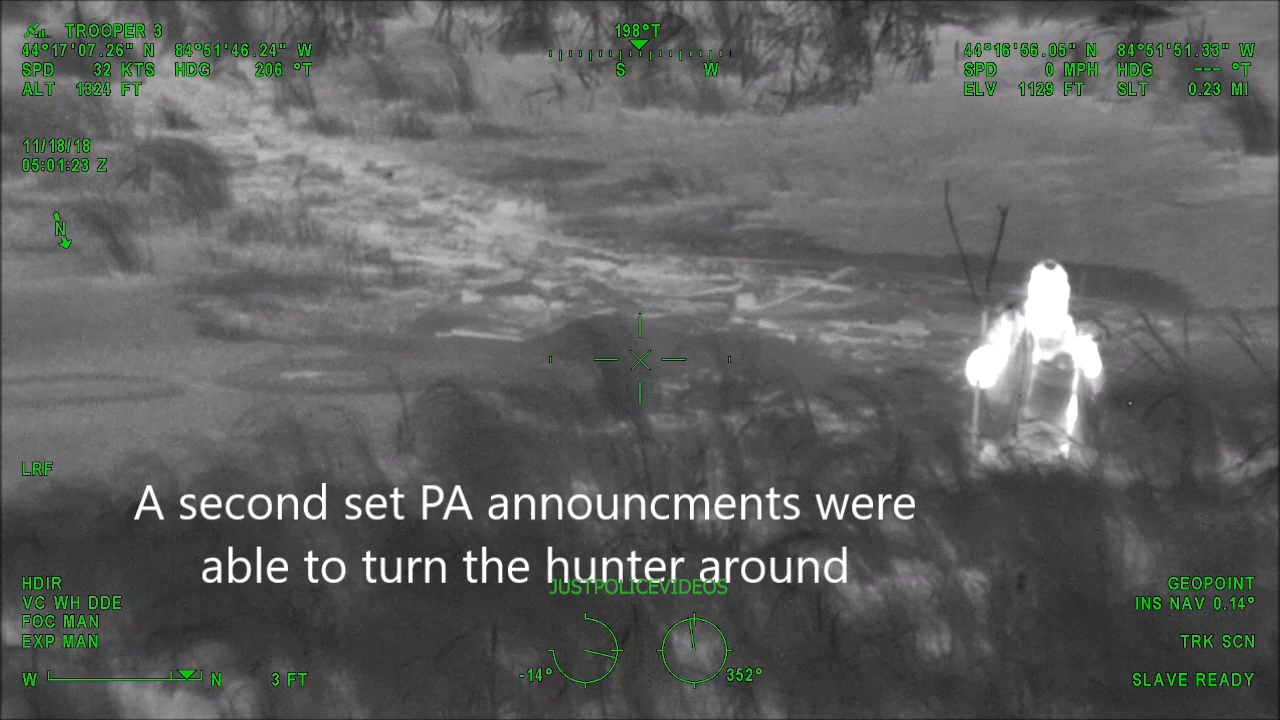 TROOPER 3
44°17'07.26" N 84°51'46.24" W
SPD 32 KTS HDG 206 °T
ALT 1324 FT
198°T
S W
44°16'56.05" N 84°51'51.33" W
SPD 0 MPH HDG --- °T
ELV 1129 FT SLT 0.23 MI
11/18/18
05:01:23 Z
N
LRF
A second set PA announcments were
able to turn the hunter around
JUSTPOLICEVIDEOS
HDIR
VC WH DDE
FOC MAN
EXP MAN
W N 3 FT
-14° 352°
GEOPOINT
INS NAV 0.14°
TRK SCN
SLAVE READY